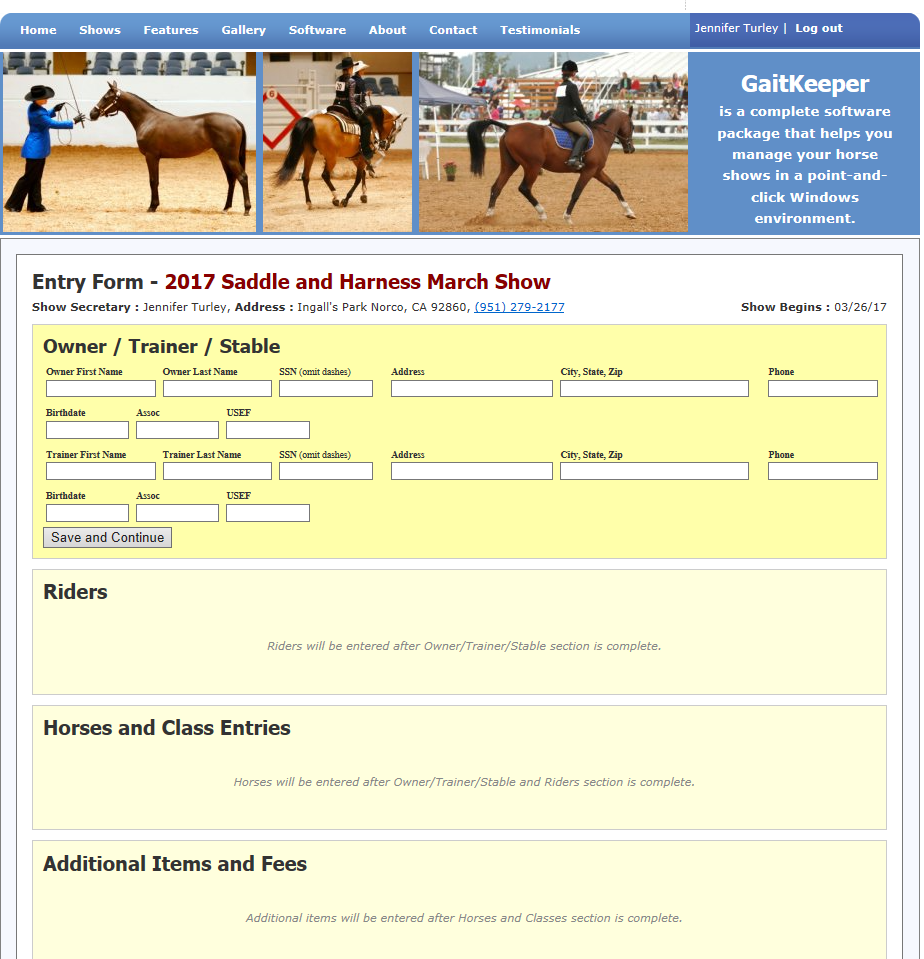 Home Shows Features Gallery Software About Contact Testimonials
Jennifer Turley | Log out
GaitKeeper
is a complete software
package that helps you
manage your horse
shows in a point-and-
click Windows
environment.
Entry Form - 2017 Saddle and Harness March Show
Show Secretary : Jennifer Turley, Address : Ingall's Park Norco, CA 92860, (951) 279-2177 Show Begins : 03/26/17
Owner / Trainer / Stable
Owner First Name Owner Last Name SSN (omit dashes) Address City, State, Zip Phone
Birthdate Assoc USEF
Trainer First Name Trainer Last Name SSN (omit dashes) Address City, State, Zip Phone
Birthdate Assoc USEF
Save and Continue
Riders
Riders will be entered after Owner/Trainer/Stable section is complete.
Horses and Class Entries
Horses will be entered after Owner/Trainer/Stable and Riders section is complete.
Additional Items and Fees
Additional items will be entered after Horses and Classes section is complete.